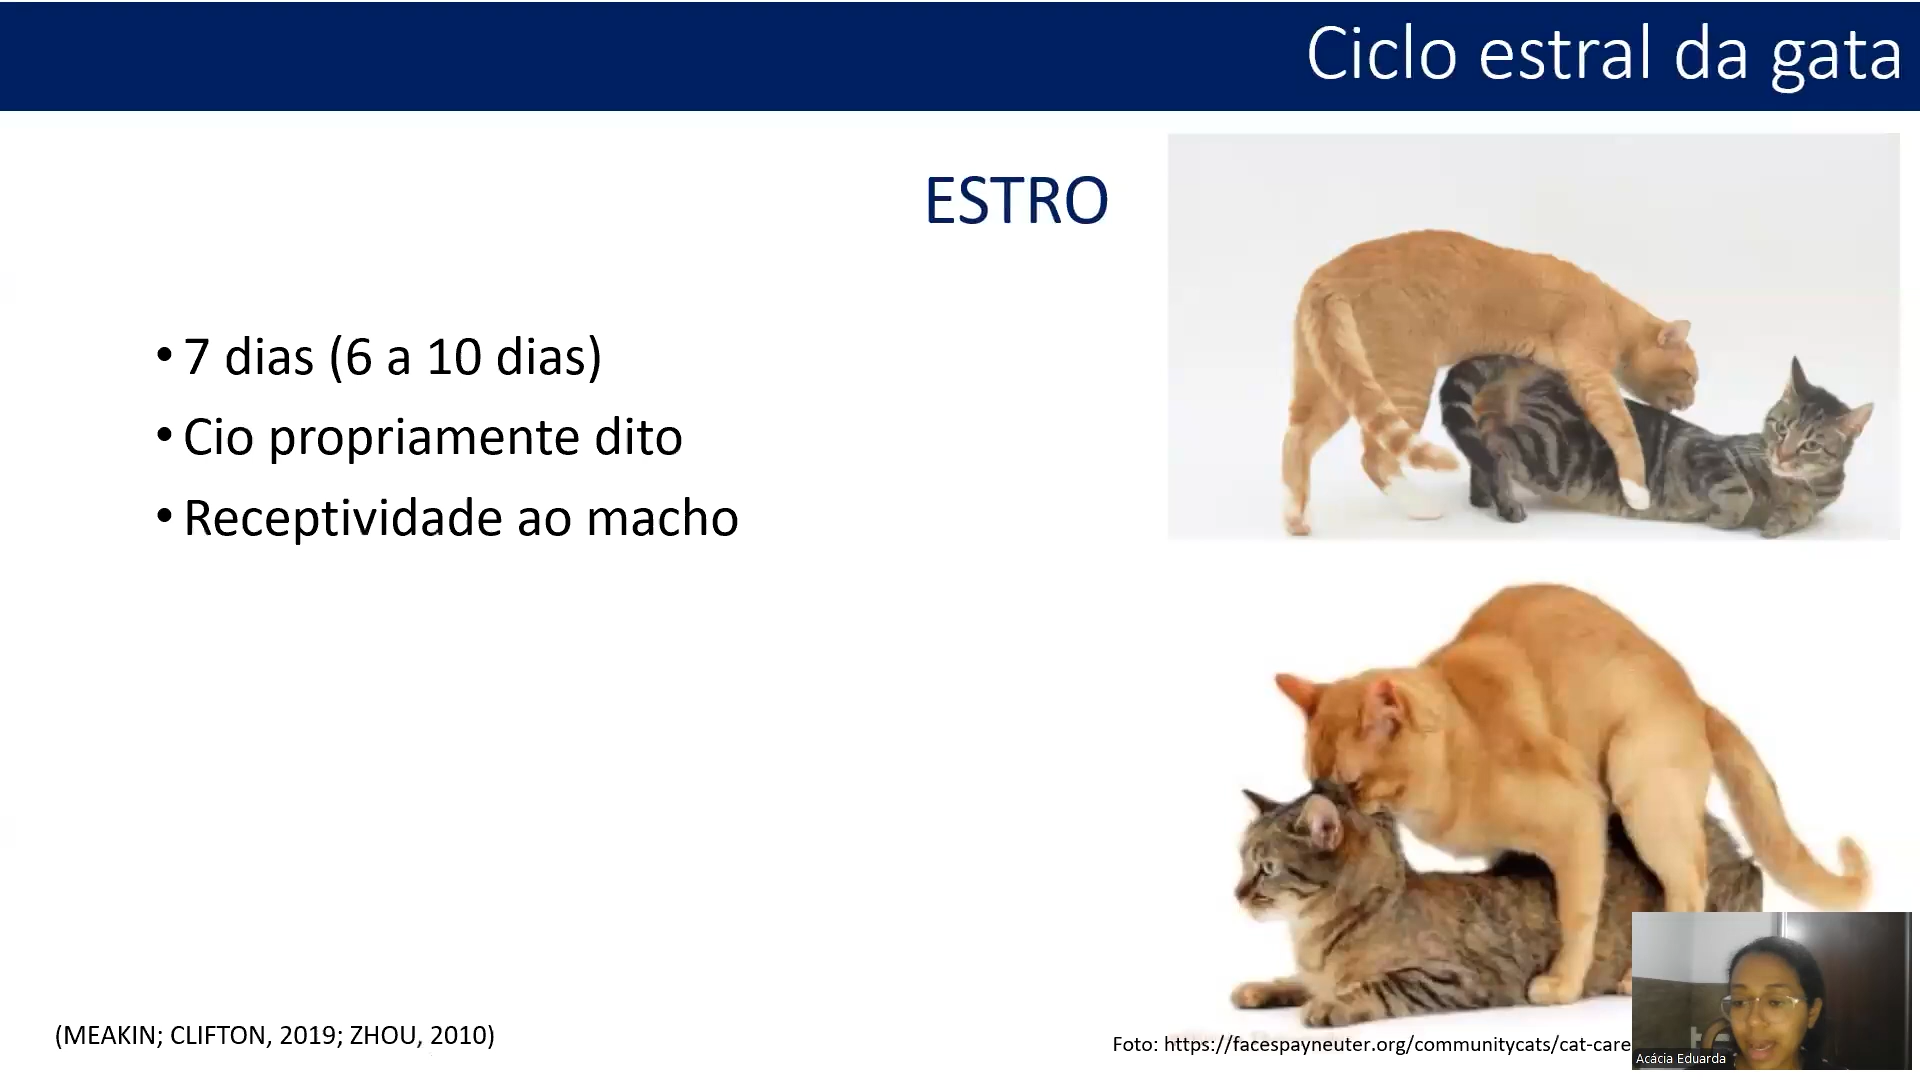 Ciclo estral da gata
ESTRO
• 7 dias (6 a 10 dias)
• Cio propriamente dito
• Receptividade ao macho
(MEAKIN; CLIFTON, 2019; ZHOU, 2010)
Foto: https://facespayneuter.org/communitycats/cat-care
Acácia Eduarda